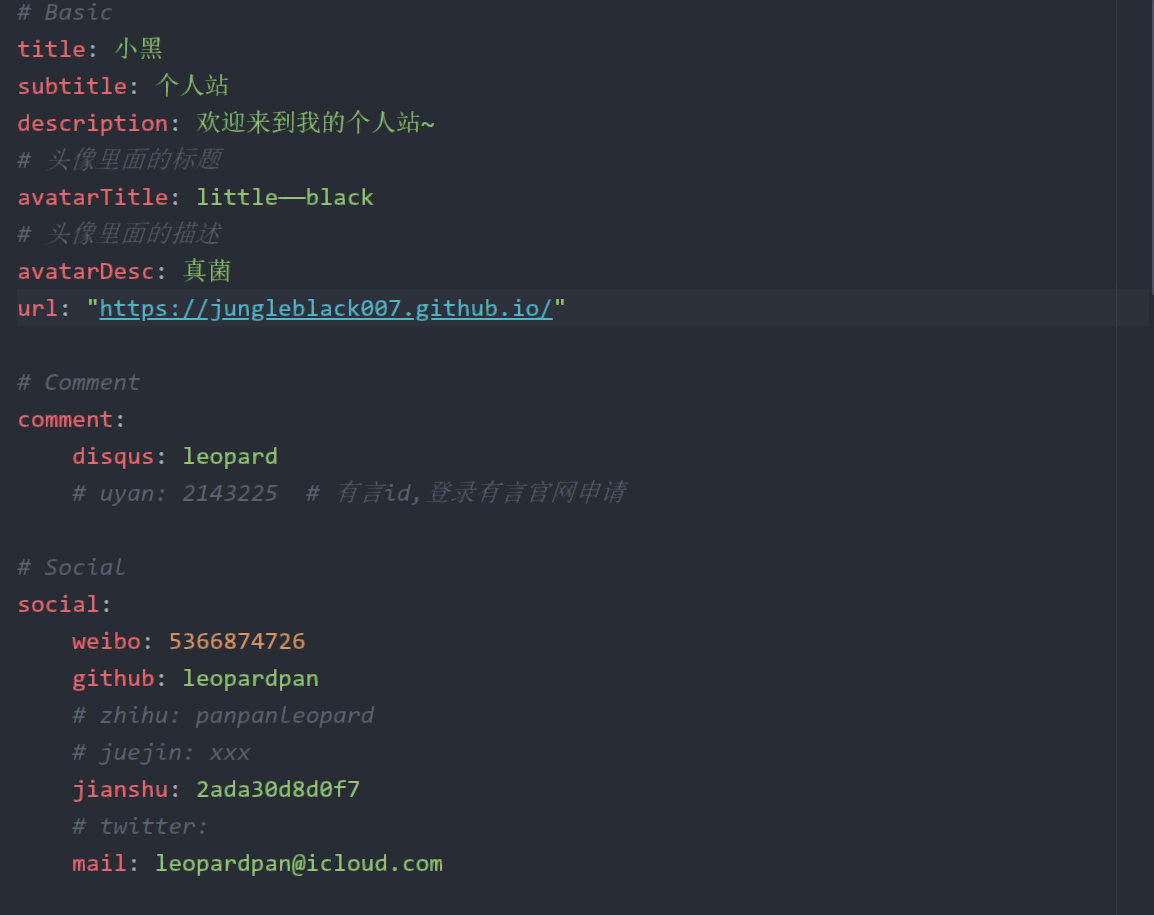 # Basic
title: 小黑
subtitle: 个人站
description: 欢迎来到我的个人站~
# 头像里面的标题
avatarTitle: little——black
# 头像里面的描述
avatarDesc: 真菌
url: "https://jungleblack007.github.io/"
# Comment
comment:
disqus: leopard
# uyan: 2143225 # 有言id,登录有言官网申请
# Social
social:
weibo: 5366874726
github: leopardpan
# zhihu: panpanleopard
# juejin: xxx
jianshu: 2ada30d8d0f7
# twitter:
mail: leopardpan@icloud.com